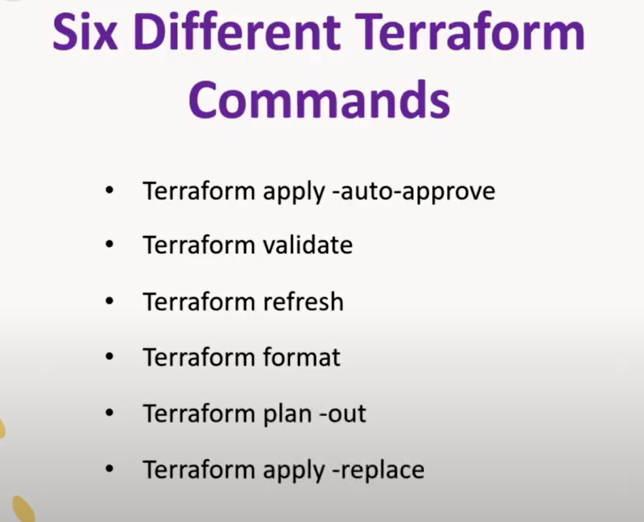 Six Different Terraform
Commands
• Terraform apply -auto-approve
• Terraform validate
• Terraform refresh
• Terraform format
• Terraform plan -out
• Terraform apply -replace